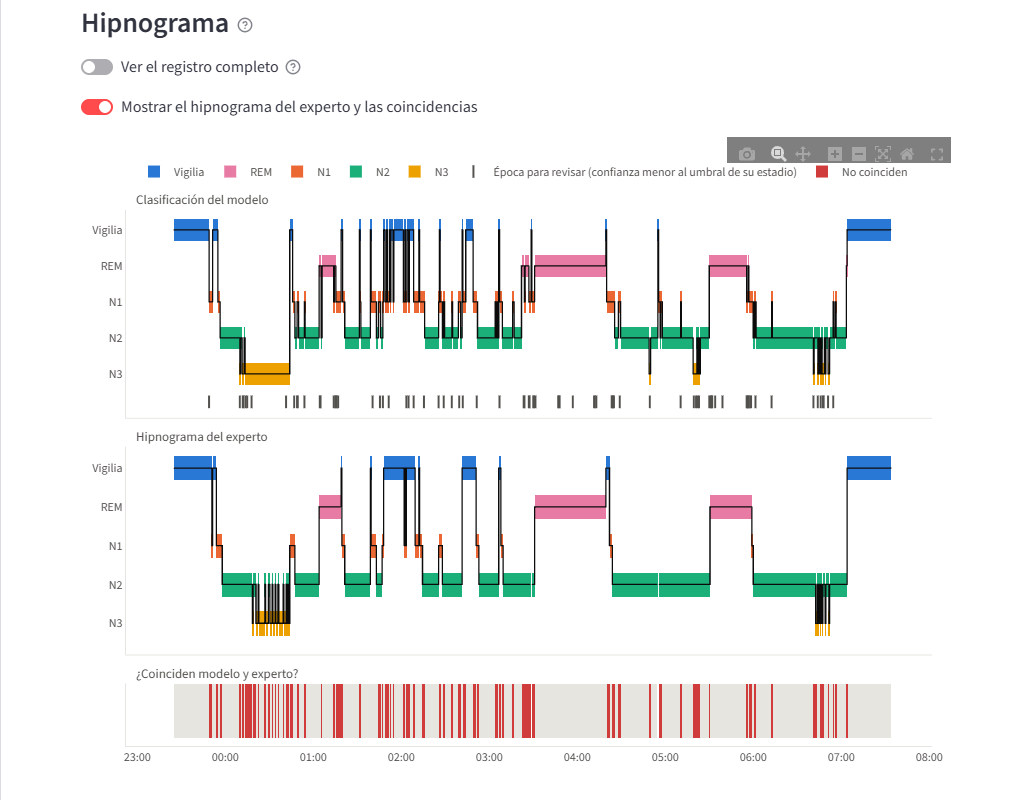 Hipnograma
Ver el registro completo
Mostrar el hipnograma del experto y las coincidencias
Vigilia REM N1 N2 N3 Época para revisar (confianza menor al umbral de su estadio) No coinciden
Clasificación del modelo
Vigilia
REM
N1
N2
N3
Hipnograma del experto
Vigilia
REM
N1
N2
N3
¿Coinciden modelo y experto?
23:00 00:00 01:00 02:00 03:00 04:00 05:00 06:00 07:00 08:00